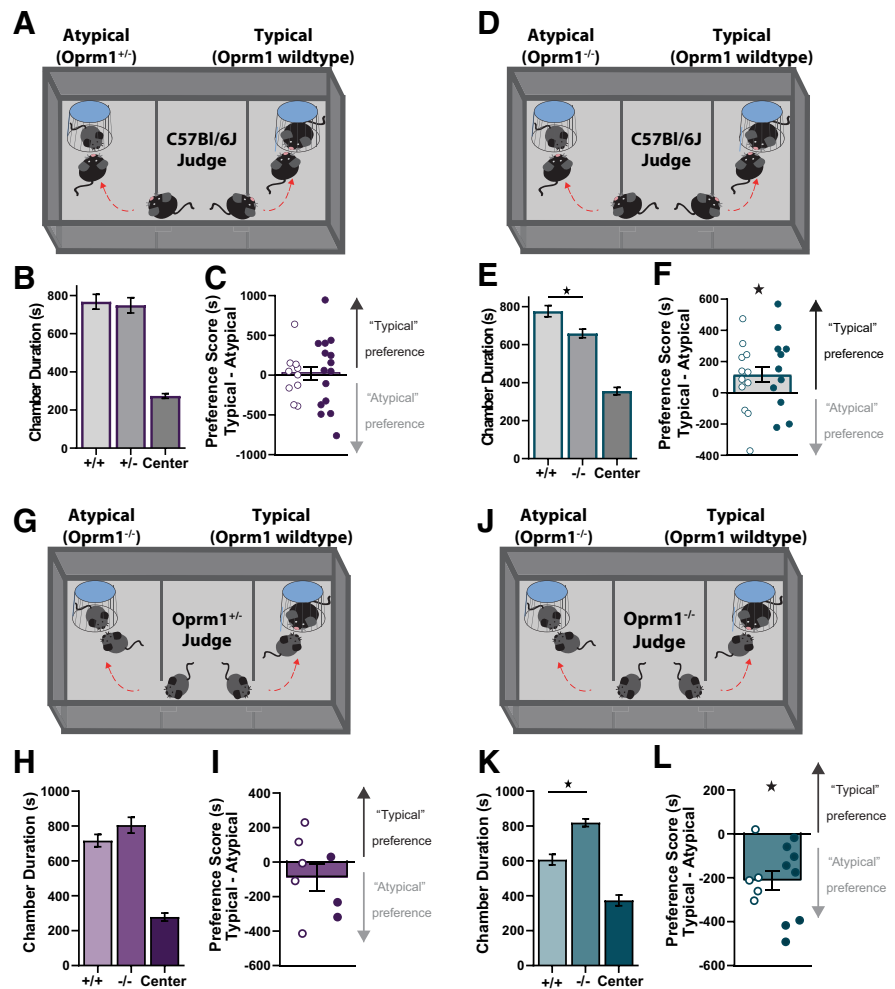 A
Atypical
(Oprm1+/-)
Typical
(Oprm1 wildtype)
C57Bl/6J
Judge
B
Chamber Duration (s)
800
600
400
200
0
+/+
+/-
Center
C
Preference Score (s)
Typical - Atypical
1000
500
0
-500
-1000
“Typical”
preference
“Atypical”
preference
D
Atypical
(Oprm1-/-)
Typical
(Oprm1 wildtype)
C57Bl/6J
Judge
E
Chamber Duration (s)
800
600
400
200
0
★
+/+
-/-
Center
F
Preference Score (s)
Typical - Atypical
600
400
200
0
-200
-400
★
“Typical”
preference
“Atypical”
preference
G
Atypical
(Oprm1-/-)
Typical
(Oprm1 wildtype)
Oprm1+/-
Judge
H
Chamber Duration (s)
1000
800
600
400
200
0
+/+
-/-
Center
I
Preference Score (s)
Typical - Atypical
400
200
0
-200
-400
-600
“Typical”
preference
“Atypical”
preference
J
Atypical
(Oprm1-/-)
Typical
(Oprm1 wildtype)
Oprm1-/-
Judge
K
Chamber Duration (s)
1000
800
600
400
200
0
★
+/+
-/-
Center
L
Preference Score (s)
Typical - Atypical
200
0
-200
-400
-600
★
“Typical”
preference
“Atypical”
preference